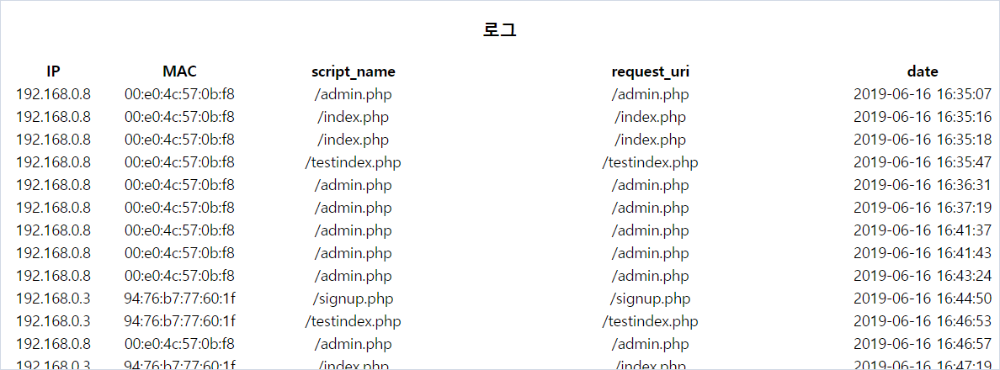 로그
IP MAC script_name request_uri date
192.168.0.8 00:e0:4c:57:0b:f8 /admin.php /admin.php 2019-06-16 16:35:07
192.168.0.8 00:e0:4c:57:0b:f8 /index.php /index.php 2019-06-16 16:35:16
192.168.0.8 00:e0:4c:57:0b:f8 /index.php /index.php 2019-06-16 16:35:18
192.168.0.8 00:e0:4c:57:0b:f8 /testindex.php /testindex.php 2019-06-16 16:35:47
192.168.0.8 00:e0:4c:57:0b:f8 /admin.php /admin.php 2019-06-16 16:36:31
192.168.0.8 00:e0:4c:57:0b:f8 /admin.php /admin.php 2019-06-16 16:37:19
192.168.0.8 00:e0:4c:57:0b:f8 /admin.php /admin.php 2019-06-16 16:41:37
192.168.0.8 00:e0:4c:57:0b:f8 /admin.php /admin.php 2019-06-16 16:41:43
192.168.0.8 00:e0:4c:57:0b:f8 /admin.php /admin.php 2019-06-16 16:43:24
192.168.0.3 94:76:b7:77:60:1f /signup.php /signup.php 2019-06-16 16:44:50
192.168.0.3 94:76:b7:77:60:1f /testindex.php /testindex.php 2019-06-16 16:46:53
192.168.0.8 00:e0:4c:57:0b:f8 /admin.php /admin.php 2019-06-16 16:46:57
192.168.0.3 94:76:b7:77:60:1f /index.php /index.php 2019-06-16 16:47:19